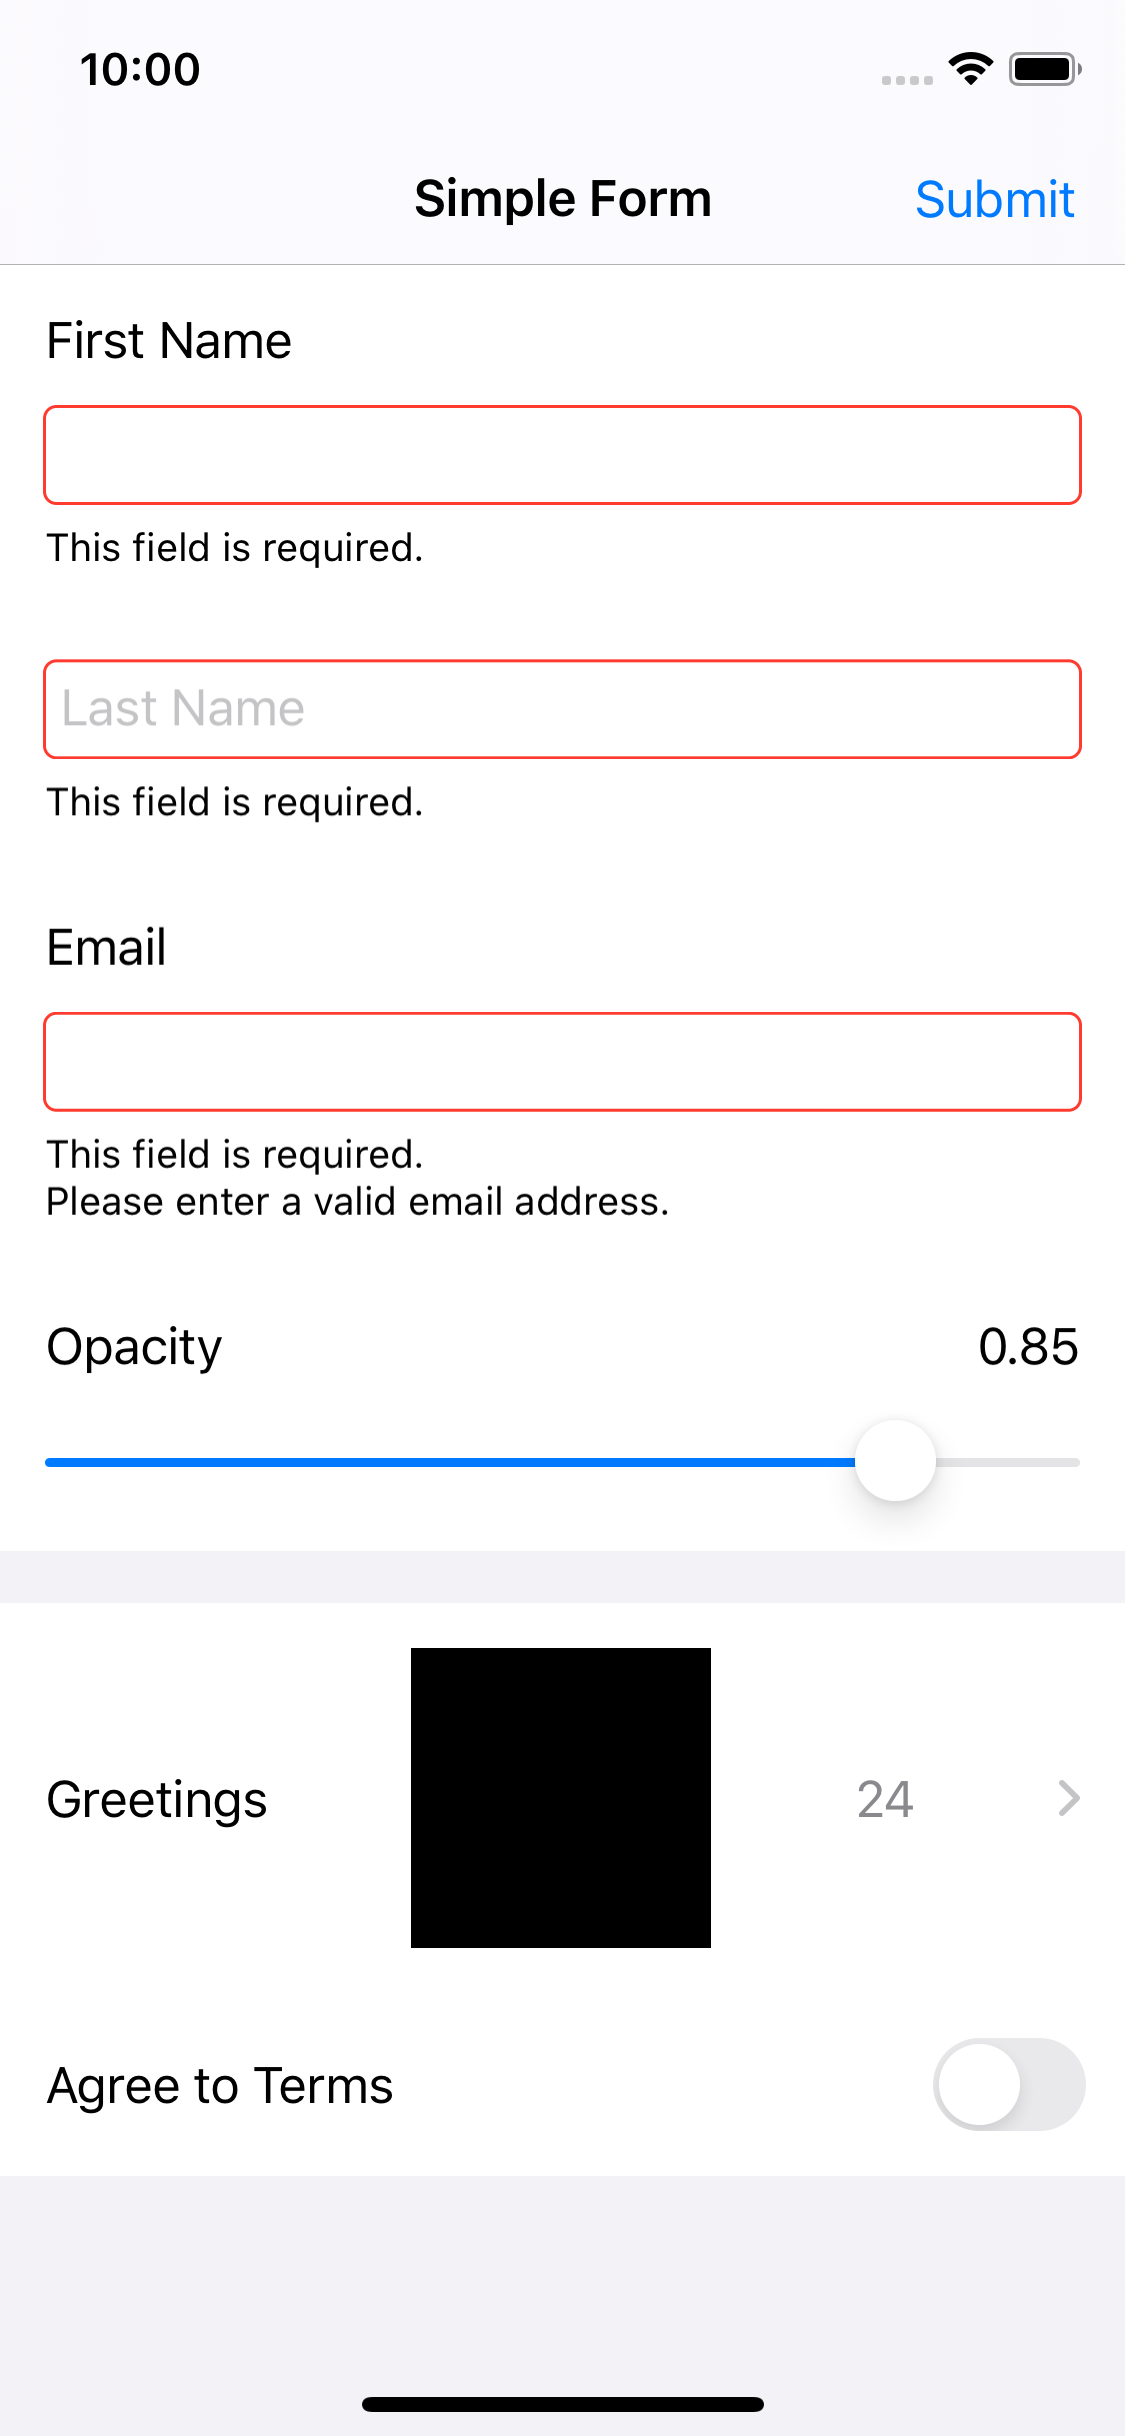 10:00
Simple Form
Submit
First Name
This field is required.
Last Name
This field is required.
Email
This field is required.
Please enter a valid email address.
Opacity
0.85
Greetings
24
Agree to Terms